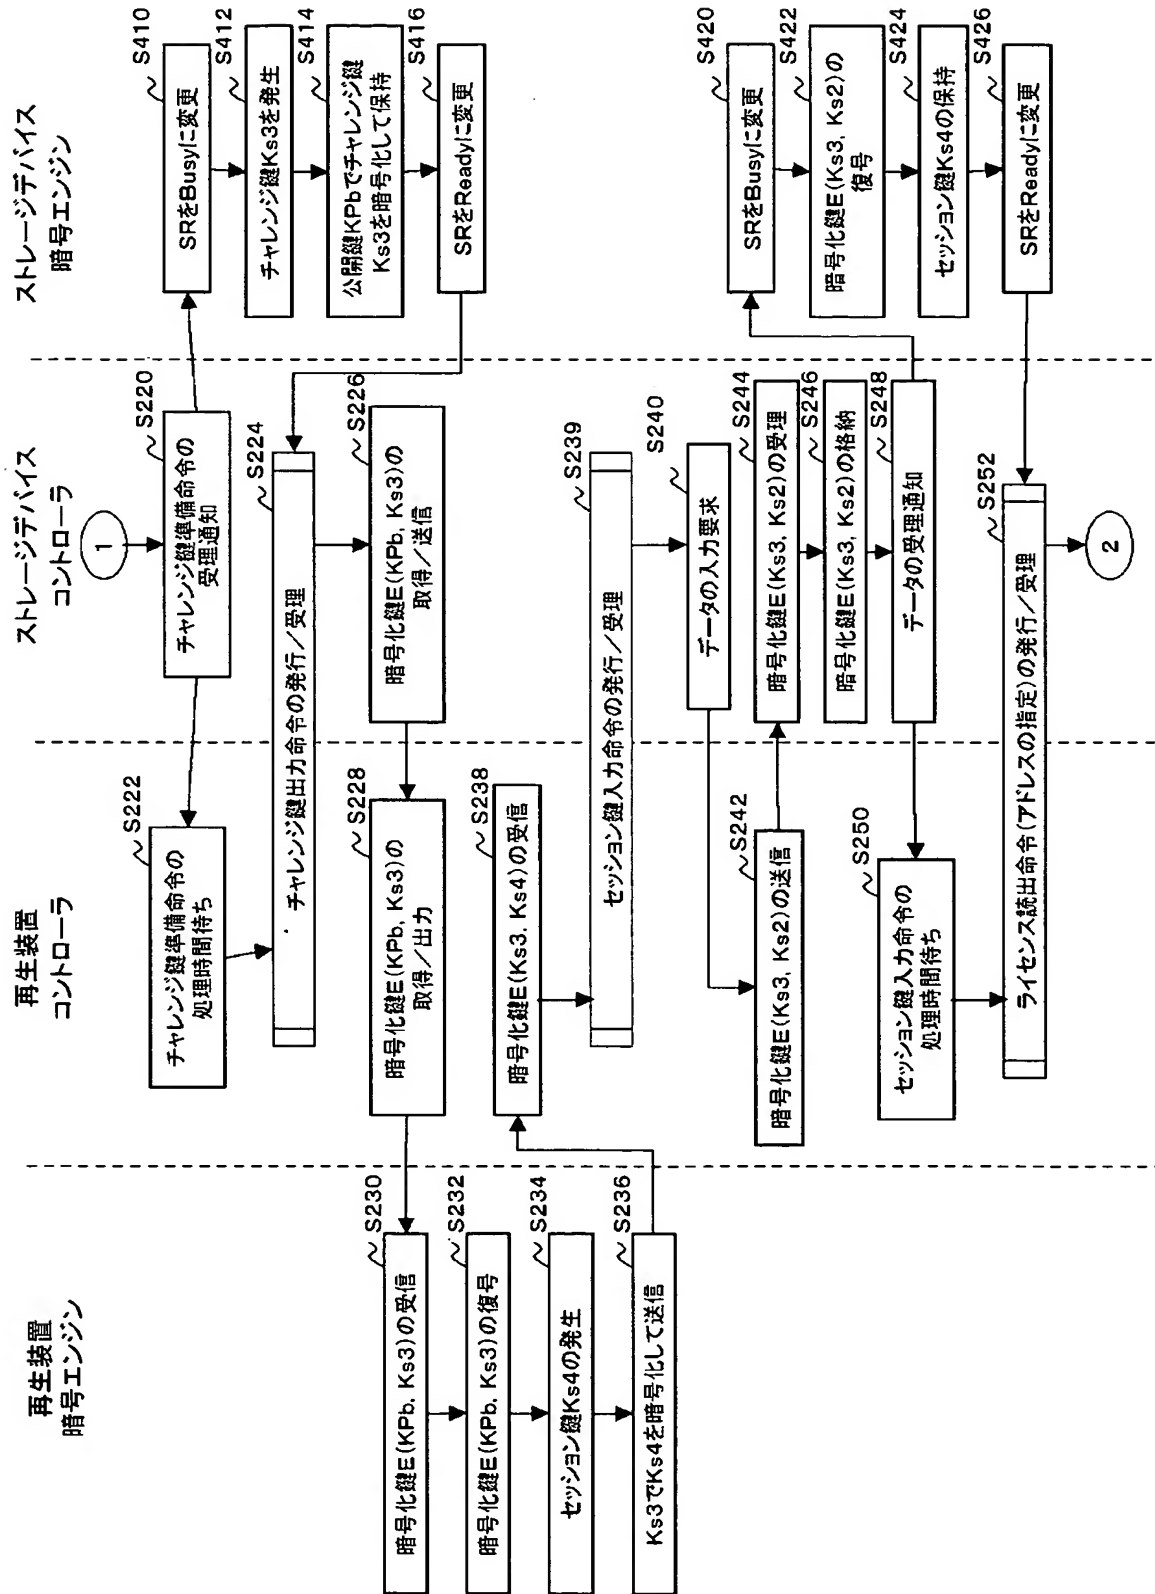 再生装置
暗号エンジン
再生装置
コントローラ
ストレージデバイス
コントローラ
ストレージデバイス
暗号エンジン
1
S220
チャレンジ鍵準備命令の
受理通知
S222
チャレンジ鍵準備命令の
処理時間待ち
S410
SRをBusyに変更
S412
チャレンジ鍵Ks3を発生
S414
公開鍵KPbでチャレンジ鍵
Ks3を暗号化して保持
S416
SRをReadyに変更
S224
チャレンジ鍵出力命令の発行／受理
S226
暗号化鍵E(KPb, Ks3)の
取得／送信
S228
暗号化鍵E(KPb, Ks3)の
取得／出力
S230
暗号化鍵E(KPb, Ks3)の受信
S232
暗号化鍵E(KPb, Ks3)の復号
S234
セッション鍵Ks4の発生
S236
Ks3でKs4を暗号化して送信
S238
暗号化鍵E(Ks3, Ks4)の受信
S239
セッション鍵入力命令の発行／受理
S240
データの入力要求
S242
暗号化鍵E(Ks3, Ks2)の送信
S244
暗号化鍵E(Ks3, Ks2)の受理
S246
暗号化鍵E(Ks3, Ks2)の格納
S248
データの受理通知
S250
セッション鍵入力命令の
処理時間待ち
S420
SRをBusyに変更
S422
暗号化鍵E(Ks3, Ks2)の
復号
S424
セッション鍵Ks4の保持
S426
SRをReadyに変更
S252
ライセンス読出命令(アドレスの指定)の発行／受理
2